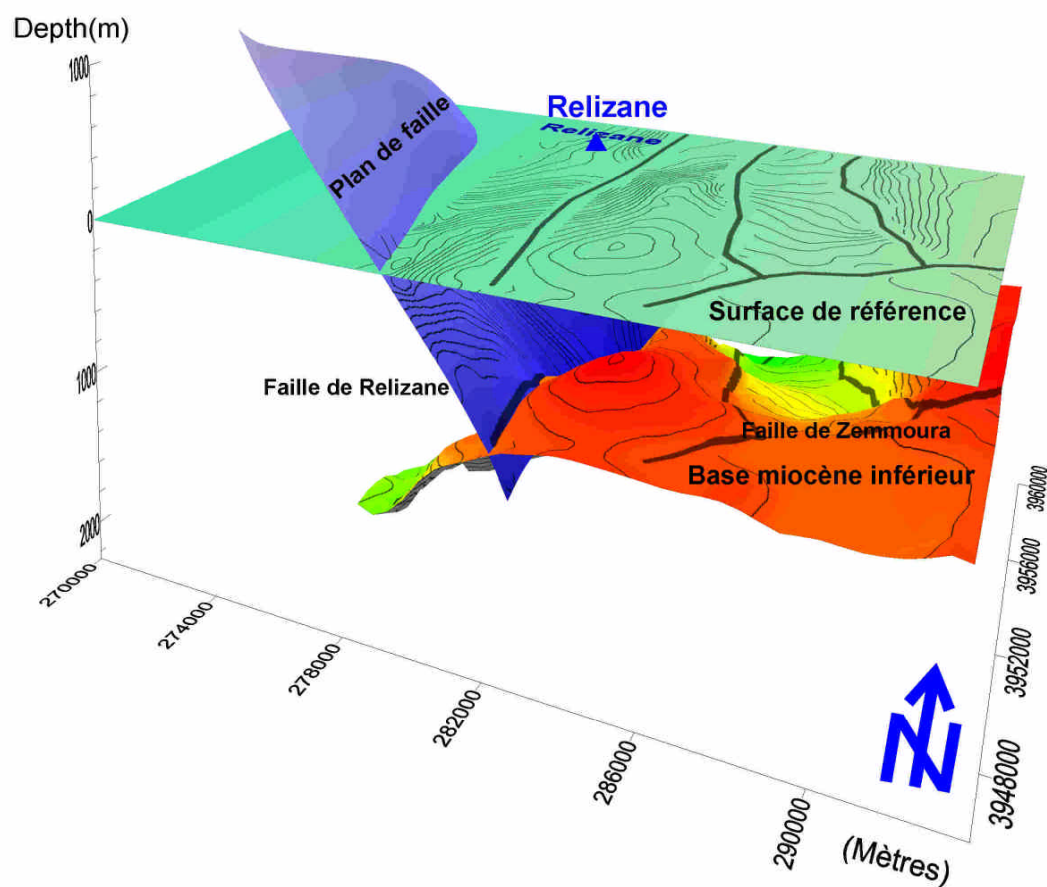 Depth(m)
1000
0
1000
2000
Plan de faille
Relizane
Relizane
Surface de référence
Faille de Relizane
Faille de Zemmoura
Base miocène inférieur
270000
274000
278000
282000
286000
290000
(Mètres)
3960000
3956000
3952000
3948000
N